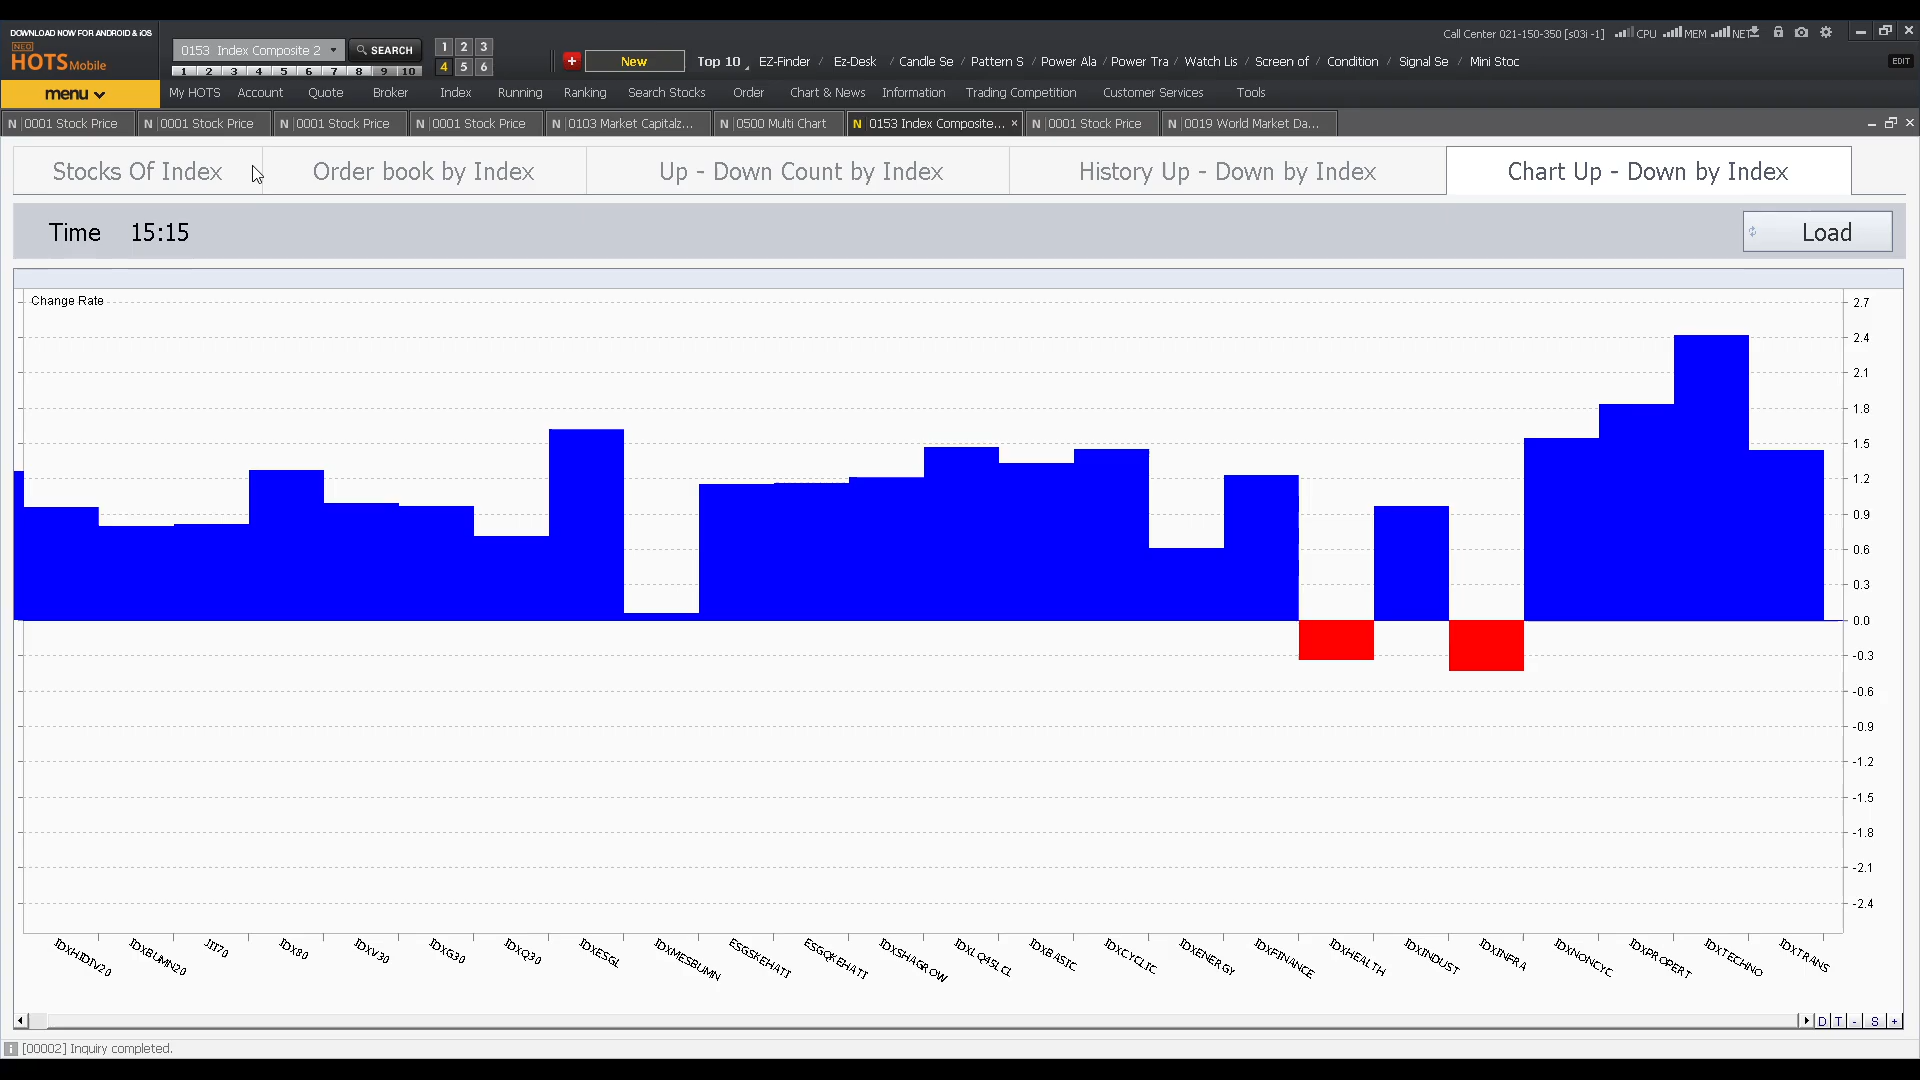 DOWNLOAD NOW FOR ANDROID & iOS
NEO
HOTS Mobile
0153 Index Composite 2
SEARCH
1 2 3 4 5 6 7 8 9 10
1 2 3
4 5 6
New
Top 10
EZ-Finder / Ez-Desk / Candle Se / Pattern S / Power Ala / Power Tra / Watch Lis / Screen of / Condition / Signal Se / Mini Stoc
Call Center 021-150-350 [s03i -1]
CPU MEM NET
EDIT
menu
My HOTS Account Quote Broker Index Running Ranking Search Stocks Order Chart & News Information Trading Competition Customer Services Tools
N 0001 Stock Price N 0001 Stock Price N 0001 Stock Price N 0001 Stock Price N 0103 Market Capitalz... N 0500 Multi Chart N 0153 Index Composite... × N 0001 Stock Price N 0019 World Market Da...
Stocks Of Index Order book by Index Up - Down Count by Index History Up - Down by Index Chart Up - Down by Index
Time 15:15
Load
Change Rate
2.7
2.4
2.1
1.8
1.5
1.2
0.9
0.6
0.3
0.0
-0.3
-0.6
-0.9
-1.2
-1.5
-1.8
-2.1
-2.4
IDXHIDIV20 IDXBUMN20 JII70 IDX80 IDXV30 IDXG30 IDXQ30 IDXESGL IDXMESBUMN ESGSKEHATI ESGQKEHATI IDXSHAGROW IDXLQ45LCL IDXBASIC IDXCYCLIC IDXENERGY IDXFINANCE IDXHEALTH IDXINDUST IDXINFRA IDXNONCYC IDXPROPERT IDXTECHNO IDXTRANS
D T - S +
[00002] Inquiry completed.